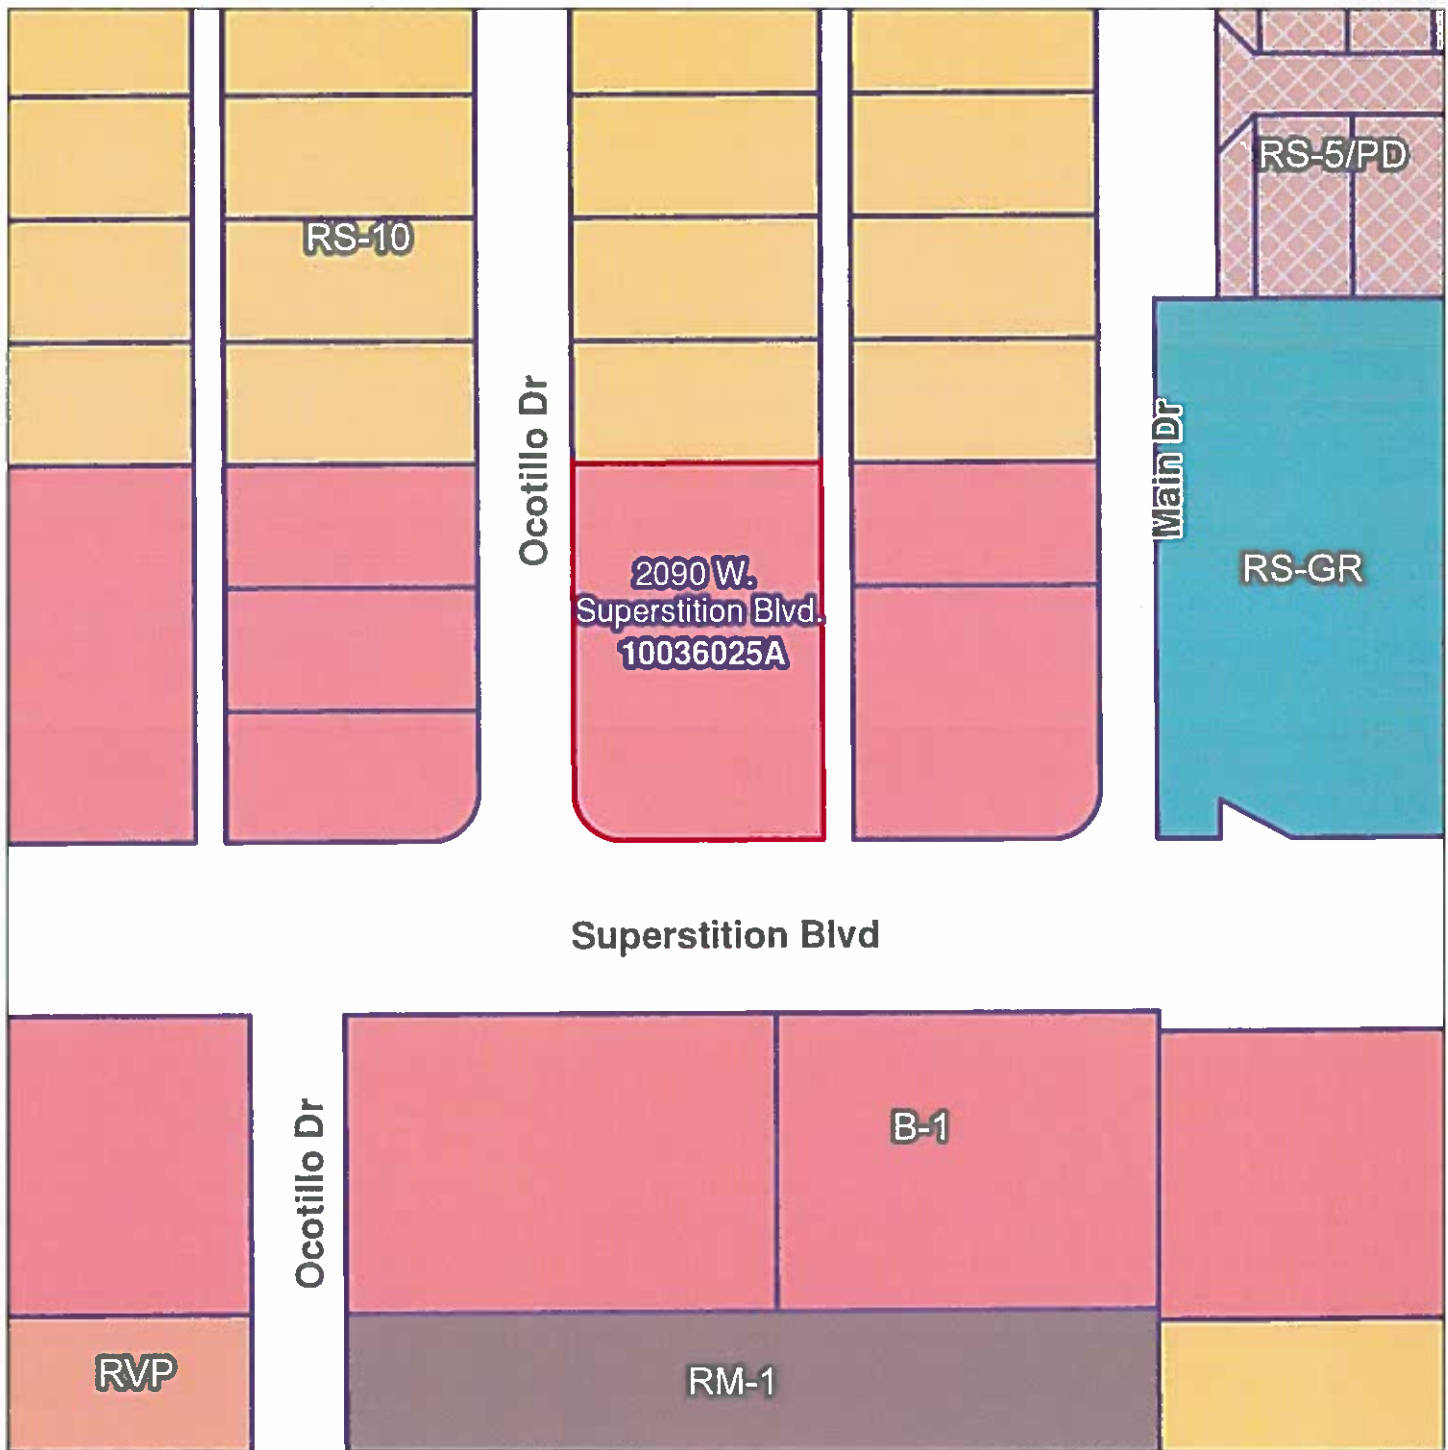 RS-5/PD
RS-10
Ocotillo Dr
Main Dr
RS-GR
2090 W.
Superstition Blvd.
10036025A
Superstition Blvd
B-1
Ocotillo Dr
RVP
RM-1